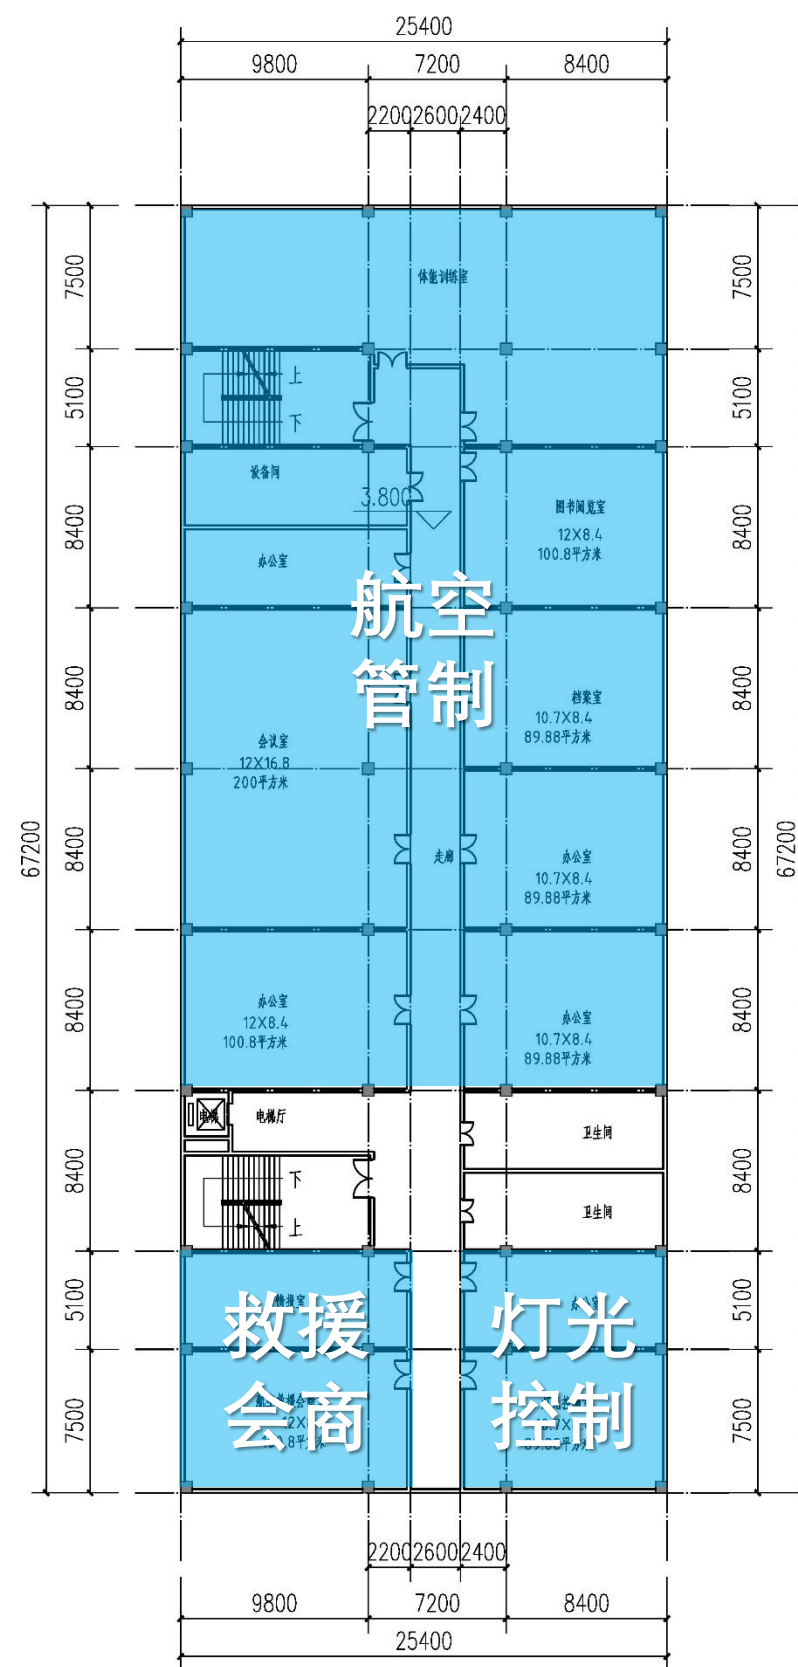 25400
9800 7200 8400
2200 2600 2400
7500 体能训练室 7500
5100 上 5100
下
设备间
3.800
8400 图书阅览室 8400
12X8.4
100.8平方米
办公室
航空
管制
8400 档案室 8400
10.7X8.4
89.88平方米
会议室
12X16.8
200平方米
67200 67200
8400 走廊 办公室 8400
10.7X8.4
89.88平方米
8400 办公室 办公室 8400
12X8.4 10.7X8.4
100.8平方米 89.88平方米
电梯 电梯厅 卫生间
8400 8400
下
上 卫生间
5100 办公室 5100
救援 灯光
会商 控制
7500 7500
2200 2600 2400
9800 7200 8400
25400